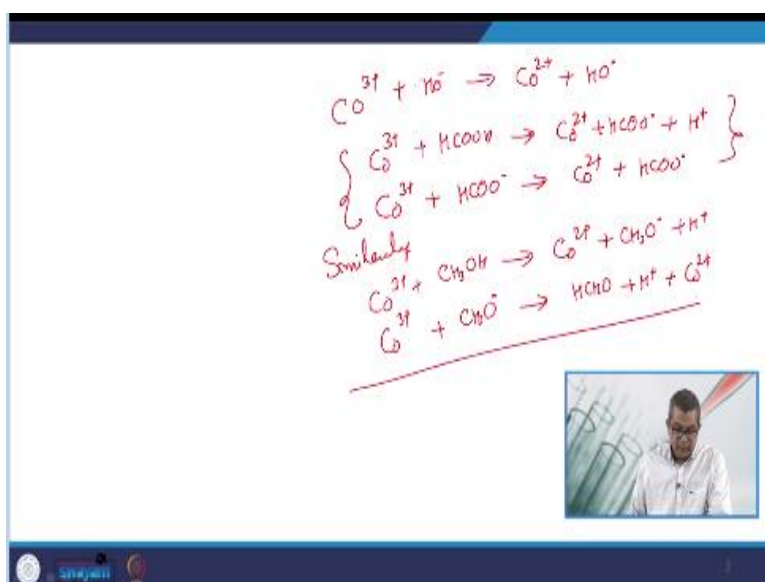 Co³⁺ + HO⁻ → Co²⁺ + HO•
Co³⁺ + HCOOH → Co²⁺ + HCOO• + H⁺
Co³⁺ + HCOO⁻ → Co²⁺ + HCOO•
Similarly
Co³⁺ + CH₃OH → Co²⁺ + CH₃O• + H⁺
Co³⁺ + CH₃O• → HCHO + H⁺ + Co²⁺
swayam